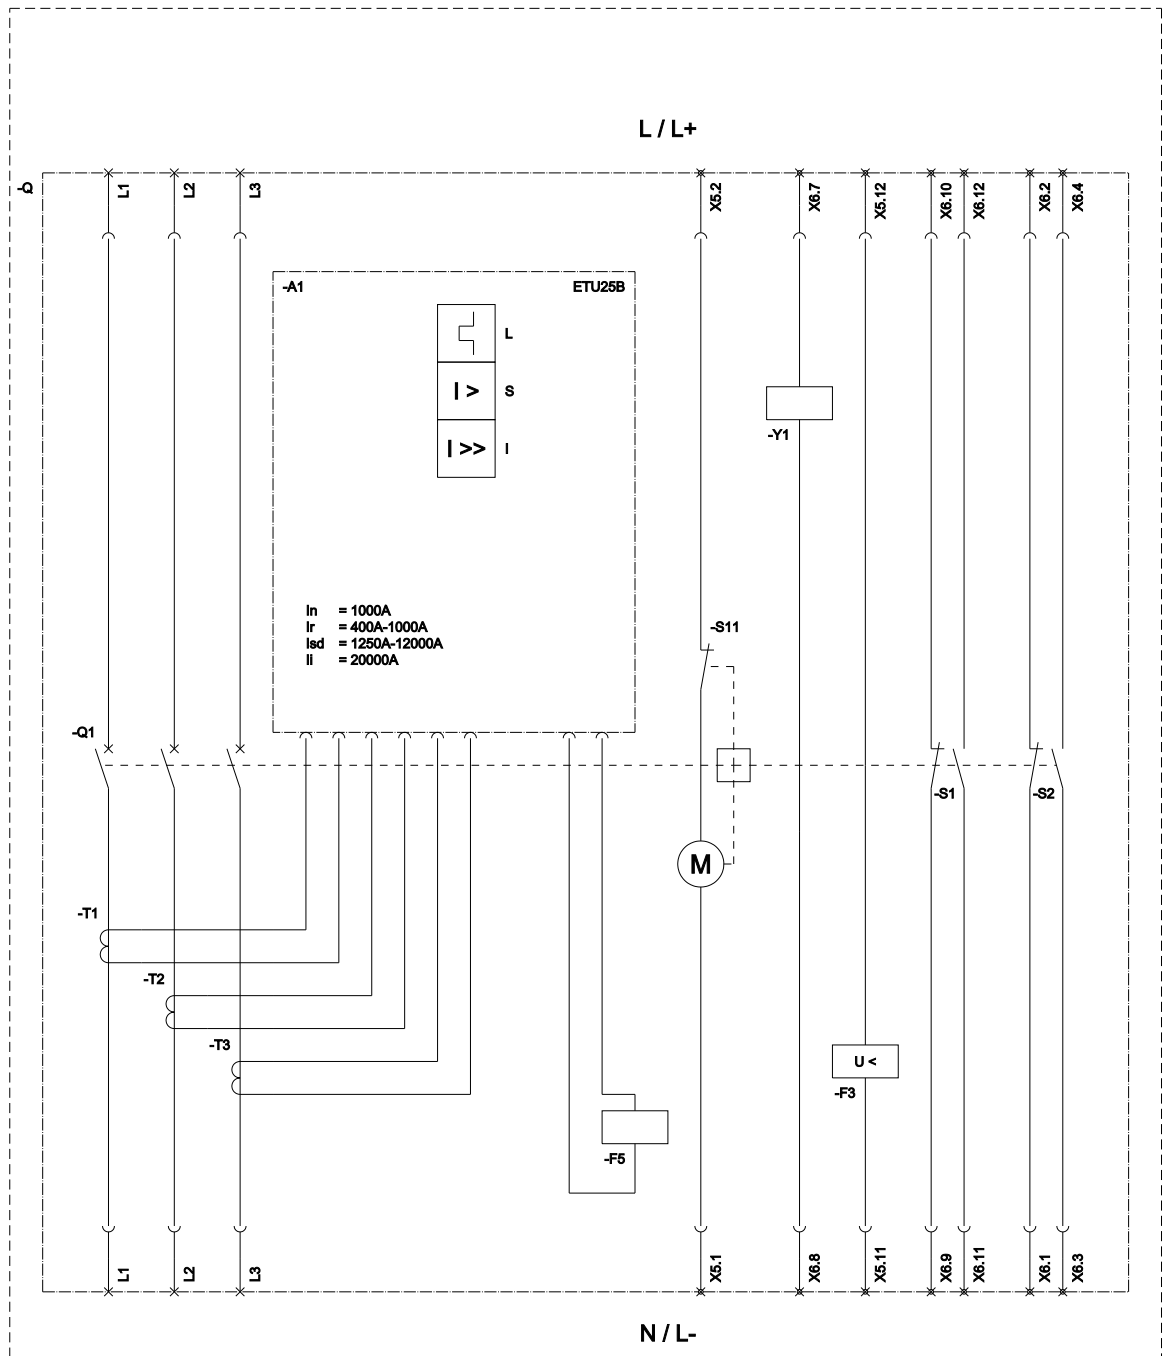 L / L+
-Q
L1
L2
L3
X5.2
X6.7
X5.12
X6.10
X6.12
X6.2
X6.4
-A1
ETU25B
L
I >
S
I >>
I
-Y1
In = 1000A
Ir = 400A-1000A
Isd = 1250A-12000A
Ii = 20000A
-S11
-Q1
-S1
-S2
M
-T1
-T2
-T3
U <
-F3
-F5
L1
L2
L3
X5.1
X6.8
X5.11
X6.9
X6.11
X6.1
X6.3
N / L-